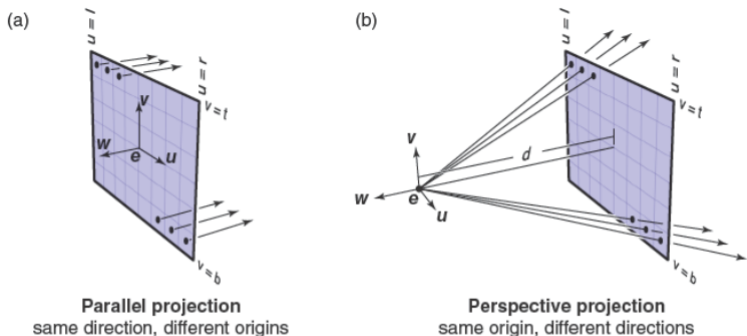 (a)
u = l
u = r
v = t
v
w
e
u
v = b
Parallel projection
same direction, different origins
(b)
u = l
u = r
v = t
v
d
w
e
u
v = b
Perspective projection
same origin, different directions